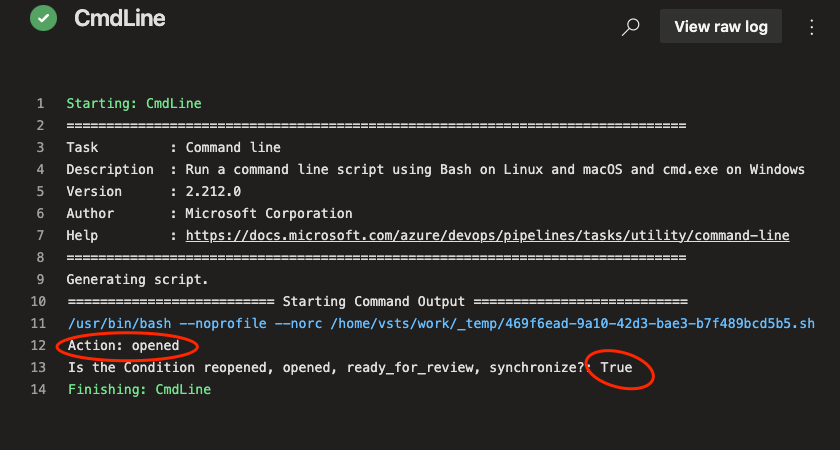 CmdLine
View raw log
1 Starting: CmdLine
2 ==============================================================================
3 Task         : Command line
4 Description  : Run a command line script using Bash on Linux and macOS and cmd.exe on Windows
5 Version      : 2.212.0
6 Author       : Microsoft Corporation
7 Help         : https://docs.microsoft.com/azure/devops/pipelines/tasks/utility/command-line
8 ==============================================================================
9 Generating script.
10 ========================== Starting Command Output ===========================
11 /usr/bin/bash --noprofile --norc /home/vsts/work/_temp/469f6ead-9a10-42d3-bae3-b7f489bcd5b5.sh
12 Action: opened
13 Is the Condition reopened, opened, ready_for_review, synchronize?: True
14 Finishing: CmdLine